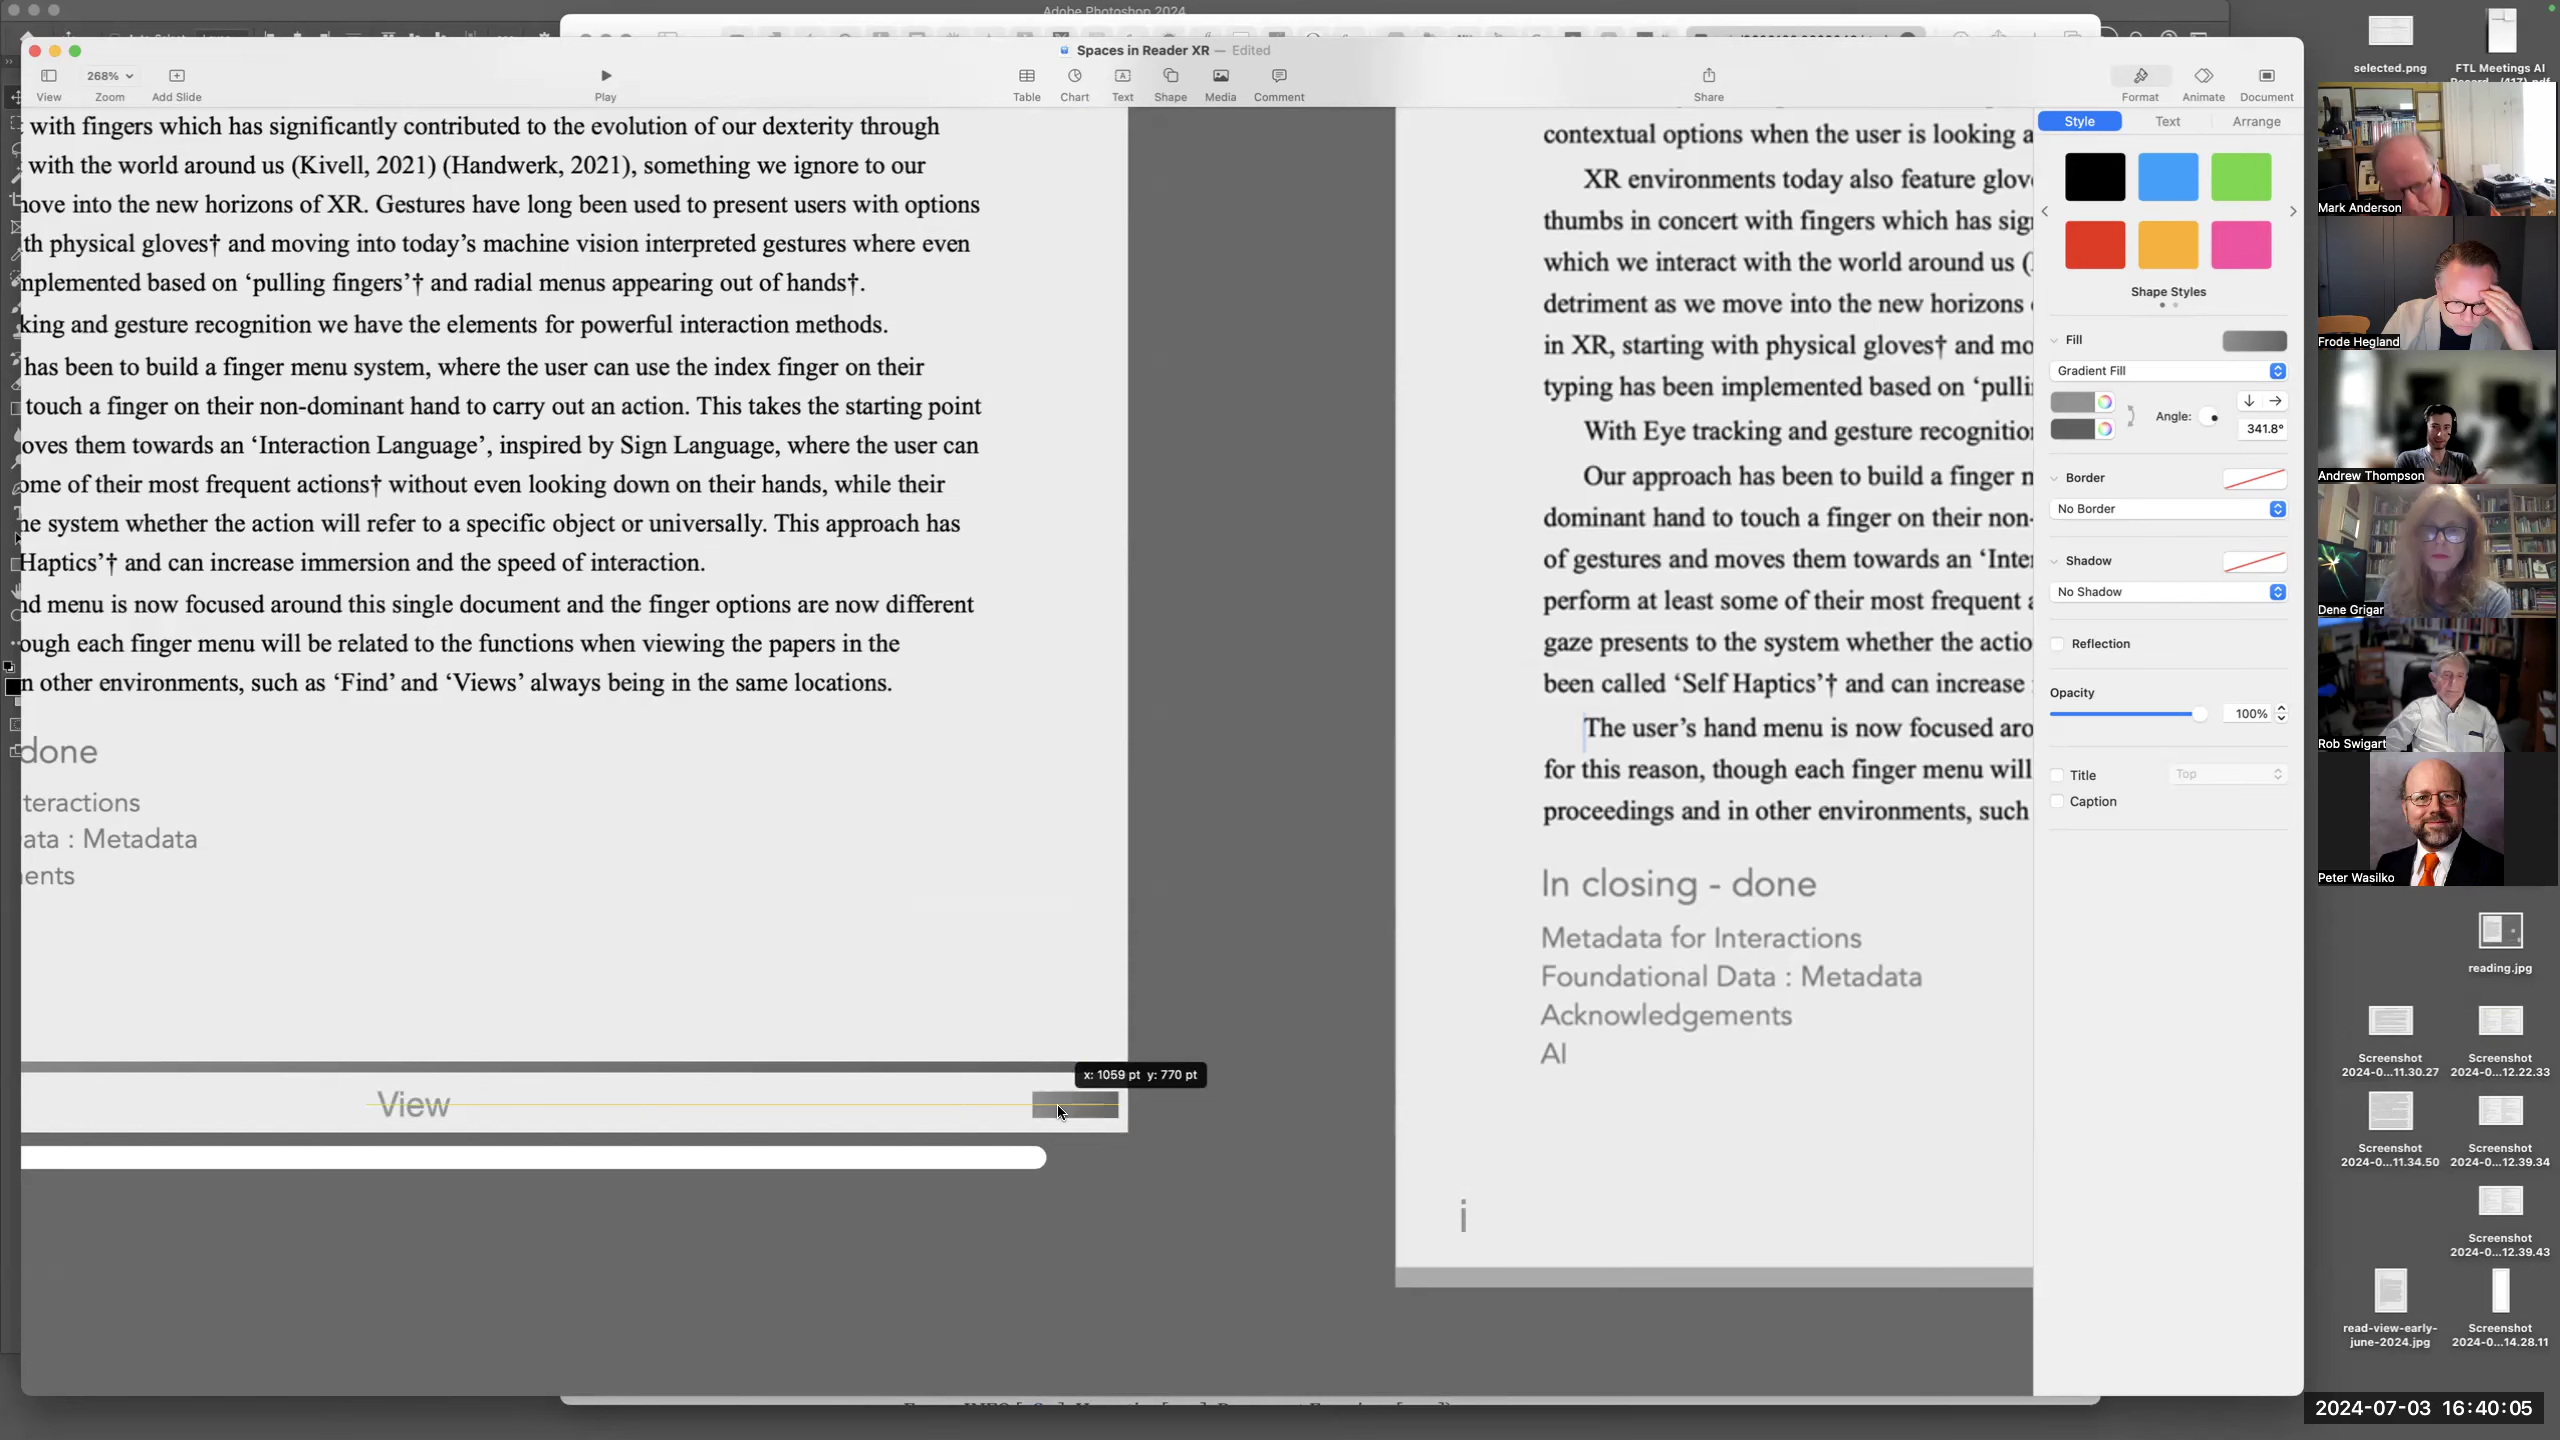 Adobe Photoshop 2024
Spaces in Reader XR — Edited
268%
View
Zoom
Add Slide
Play
Table
Chart
Text
Shape
Media
Comment
Share
Format
Animate
Document
with fingers which has significantly contributed to the evolution of our dexterity through
with the world around us (Kivell, 2021) (Handwerk, 2021), something we ignore to our
ove into the new horizons of XR. Gestures have long been used to present users with options
th physical gloves† and moving into today’s machine vision interpreted gestures where even
mplemented based on ‘pulling fingers’† and radial menus appearing out of hands†.
king and gesture recognition we have the elements for powerful interaction methods.
has been to build a finger menu system, where the user can use the index finger on their
touch a finger on their non-dominant hand to carry out an action. This takes the starting point
oves them towards an ‘Interaction Language’, inspired by Sign Language, where the user can
ome of their most frequent actions† without even looking down on their hands, while their
he system whether the action will refer to a specific object or universally. This approach has
Haptics’† and can increase immersion and the speed of interaction.
nd menu is now focused around this single document and the finger options are now different
ough each finger menu will be related to the functions when viewing the papers in the
n other environments, such as ‘Find’ and ‘Views’ always being in the same locations.
done
teractions
ata : Metadata
ents
View
x: 1059 pt y: 770 pt
contextual options when the user is looking a
XR environments today also feature glov
thumbs in concert with fingers which has sig
which we interact with the world around us (
detriment as we move into the new horizons
in XR, starting with physical gloves† and mo
typing has been implemented based on ‘pulli
With Eye tracking and gesture recognition
Our approach has been to build a finger m
dominant hand to touch a finger on their non-
of gestures and moves them towards an ‘Inte
perform at least some of their most frequent a
gaze presents to the system whether the actio
been called ‘Self Haptics’† and can increase
The user’s hand menu is now focused aro
for this reason, though each finger menu will
proceedings and in other environments, such
In closing - done
Metadata for Interactions
Foundational Data : Metadata
Acknowledgements
AI
i
Style
Text
Arrange
Shape Styles
Fill
Gradient Fill
Angle:
341.8°
Border
No Border
Shadow
No Shadow
Reflection
Opacity
100%
Title
Top
Caption
selected.png
FTL Meetings AI
Mark Anderson
Frode Hegland
Andrew Thompson
Dene Grigar
Rob Swigart
Peter Wasilko
reading.jpg
Screenshot
2024-0...11.30.27
Screenshot
2024-0...12.22.33
Screenshot
2024-0...11.34.50
Screenshot
2024-0...12.39.34
Screenshot
2024-0...12.39.43
read-view-early-
june-2024.jpg
Screenshot
2024-0...14.28.11
2024-07-03 16:40:05